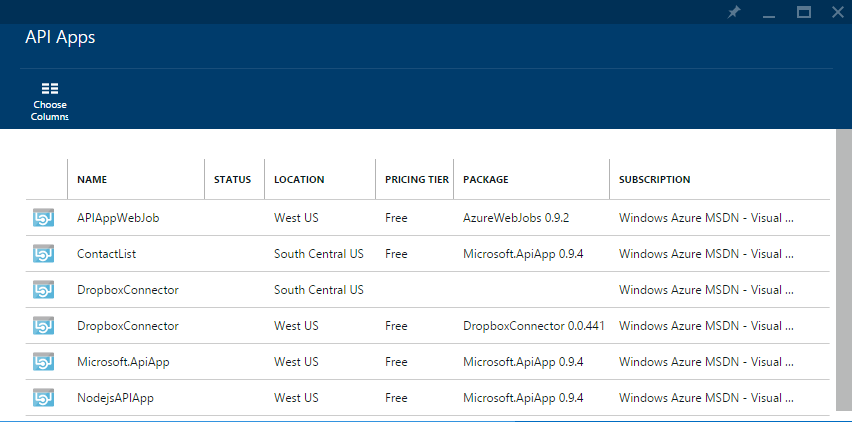 API Apps
Choose
Columns
NAME STATUS LOCATION PRICING TIER PACKAGE SUBSCRIPTION
APIAppWebJob West US Free AzureWebJobs 0.9.2 Windows Azure MSDN - Visual ...
ContactList South Central US Free Microsoft.ApiApp 0.9.4 Windows Azure MSDN - Visual ...
DropboxConnector South Central US Windows Azure MSDN - Visual ...
DropboxConnector West US Free DropboxConnector 0.0.441 Windows Azure MSDN - Visual ...
Microsoft.ApiApp West US Free Microsoft.ApiApp 0.9.4 Windows Azure MSDN - Visual ...
NodejsAPIApp West US Free Microsoft.ApiApp 0.9.4 Windows Azure MSDN - Visual ...